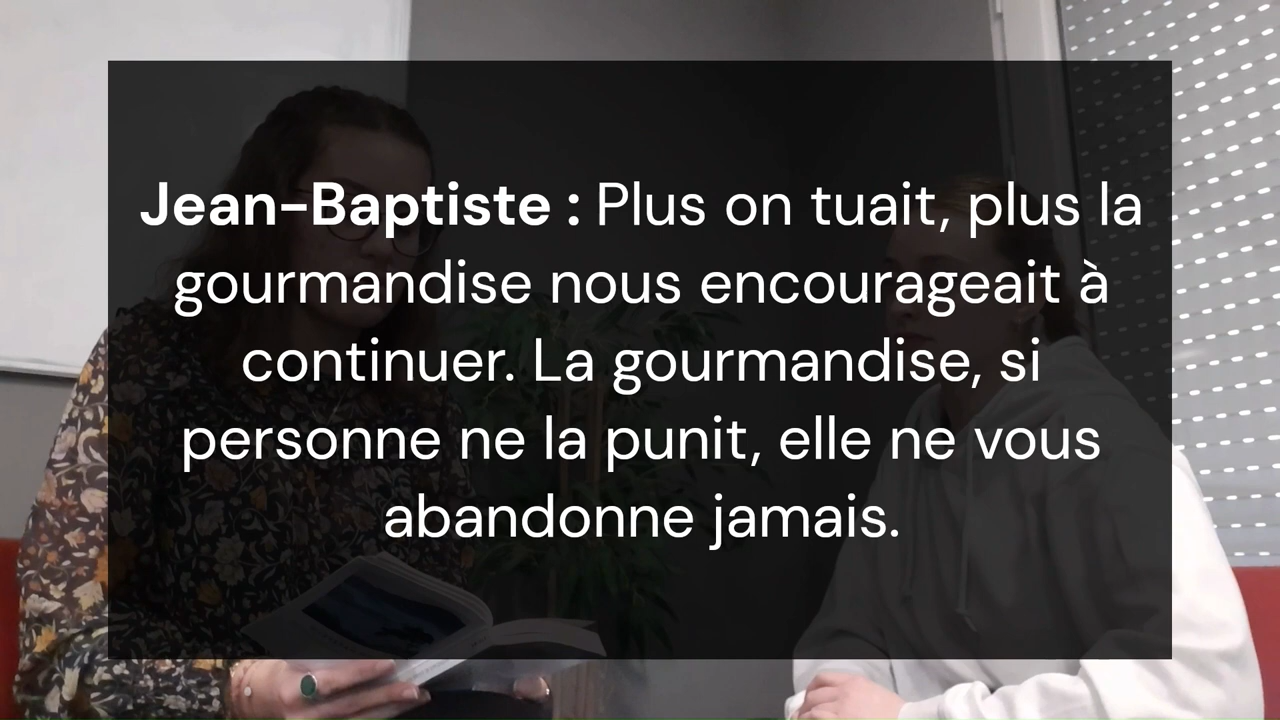 Jean-Baptiste : Plus on tuait, plus la
gourmandise nous encourageait à
continuer. La gourmandise, si
personne ne la punit, elle ne vous
abandonne jamais.